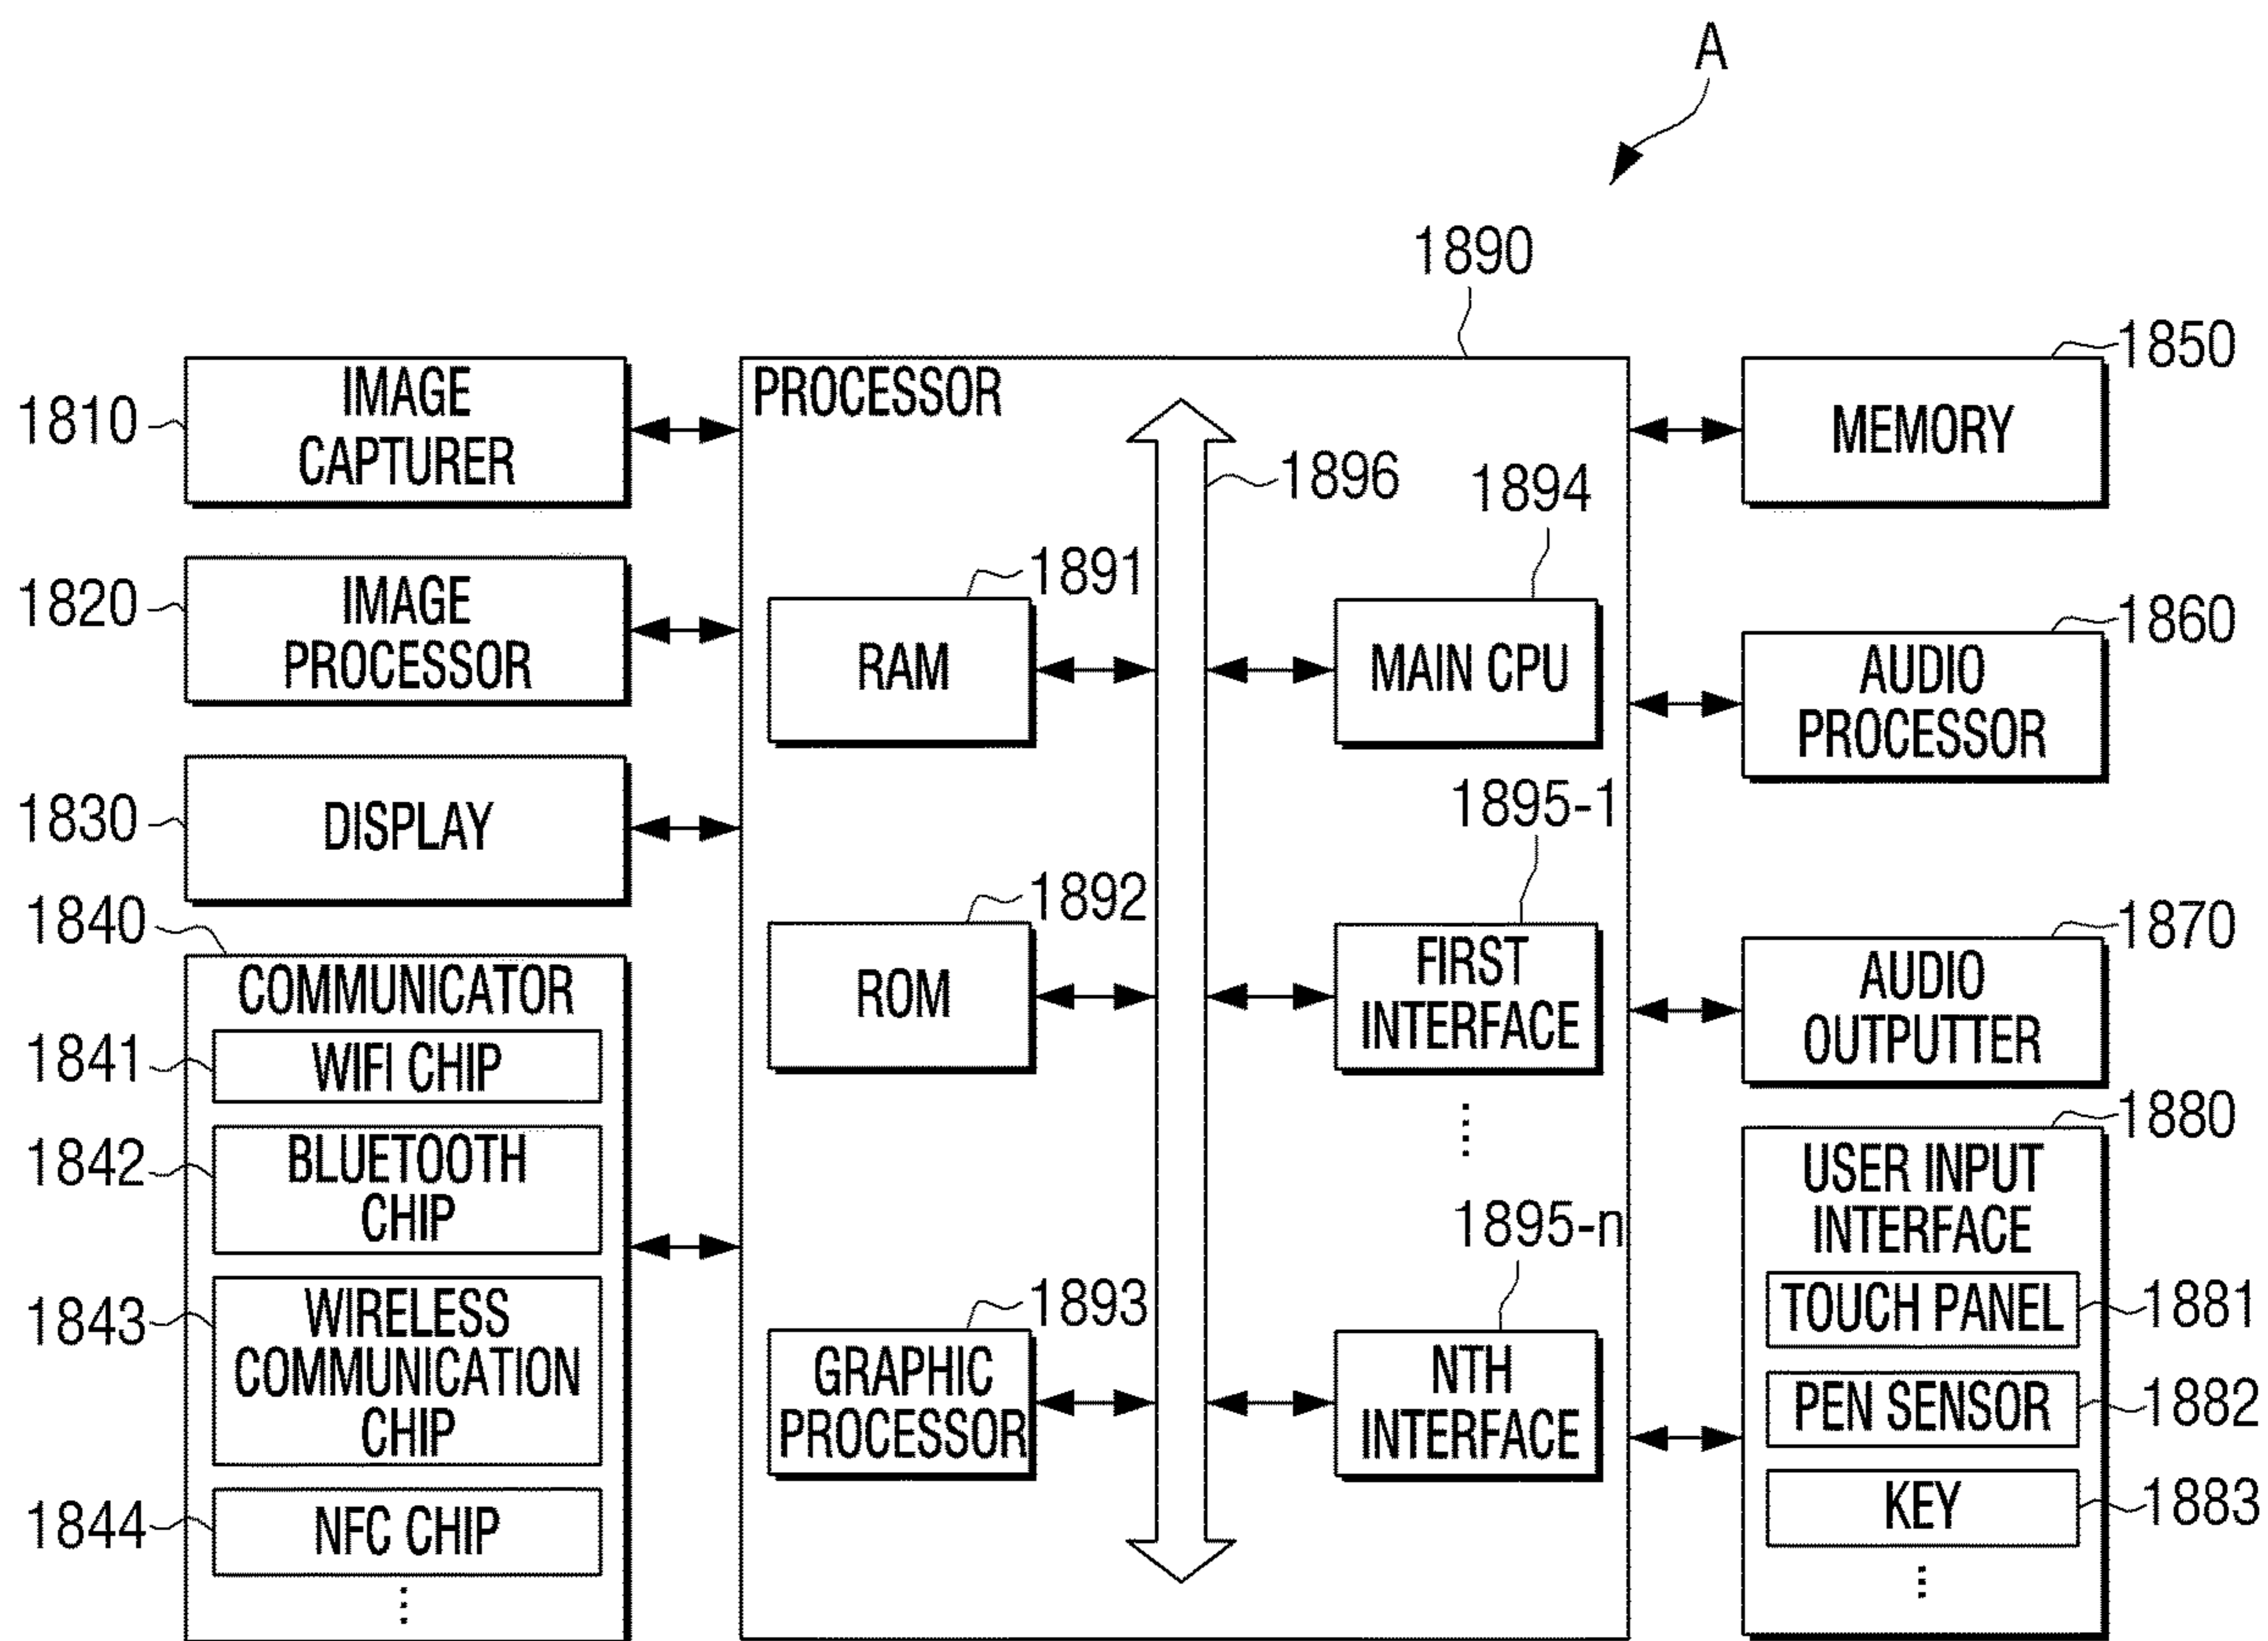 A
1890
1810
IMAGE
CAPTURER
1820
IMAGE
PROCESSOR
1830
DISPLAY
1840
COMMUNICATOR
1841
WIFI CHIP
1842
BLUETOOTH
CHIP
1843
WIRELESS
COMMUNICATION
CHIP
1844
NFC CHIP
⋮
PROCESSOR
1896
1891
RAM
1892
ROM
1893
GRAPHIC
PROCESSOR
1894
MAIN CPU
1895-1
FIRST
INTERFACE
⋮
1895-n
NTH
INTERFACE
1850
MEMORY
1860
AUDIO
PROCESSOR
1870
AUDIO
OUTPUTTER
1880
USER INPUT
INTERFACE
TOUCH PANEL
1881
PEN SENSOR
1882
KEY
1883
⋮